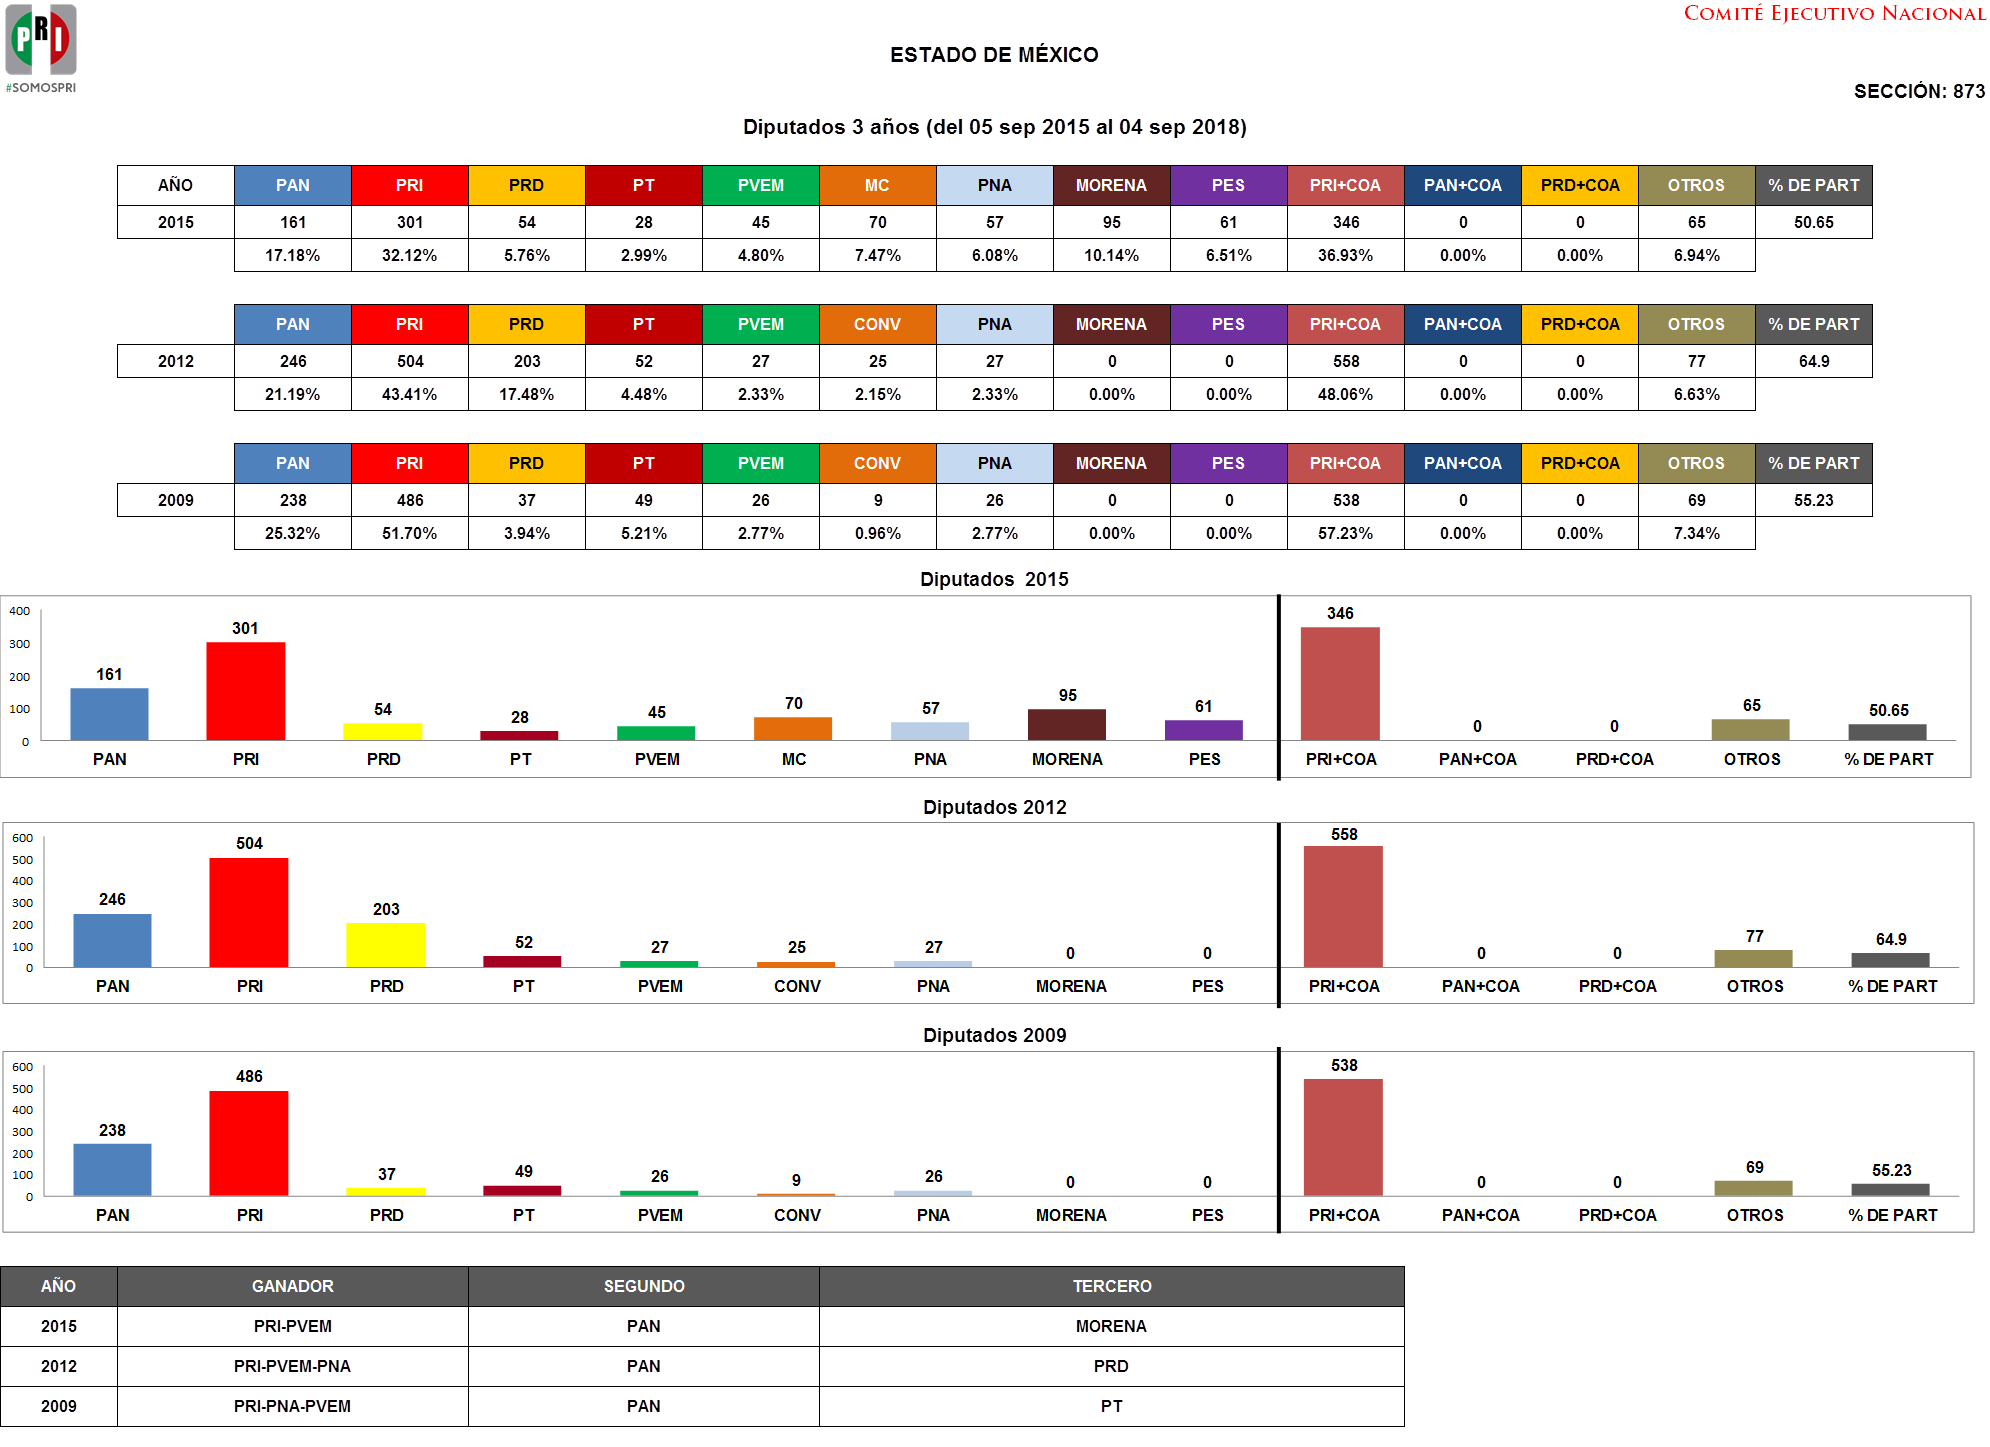 PRI
#SOMOSPRI
COMITÉ EJECUTIVO NACIONAL
ESTADO DE MÉXICO
SECCIÓN: 873
Diputados 3 años (del 05 sep 2015 al 04 sep 2018)
AÑO PAN PRI PRD PT PVEM MC PNA MORENA PES PRI+COA PAN+COA PRD+COA OTROS % DE PART
2015 161 301 54 28 45 70 57 95 61 346 0 0 65 50.65
17.18% 32.12% 5.76% 2.99% 4.80% 7.47% 6.08% 10.14% 6.51% 36.93% 0.00% 0.00% 6.94%
PAN PRI PRD PT PVEM CONV PNA MORENA PES PRI+COA PAN+COA PRD+COA OTROS % DE PART
2012 246 504 203 52 27 25 27 0 0 558 0 0 77 64.9
21.19% 43.41% 17.48% 4.48% 2.33% 2.15% 2.33% 0.00% 0.00% 48.06% 0.00% 0.00% 6.63%
PAN PRI PRD PT PVEM CONV PNA MORENA PES PRI+COA PAN+COA PRD+COA OTROS % DE PART
2009 238 486 37 49 26 9 26 0 0 538 0 0 69 55.23
25.32% 51.70% 3.94% 5.21% 2.77% 0.96% 2.77% 0.00% 0.00% 57.23% 0.00% 0.00% 7.34%
Diputados 2015
400
300
200
100
0
161 301 54 28 45 70 57 95 61 346 0 0 65 50.65
PAN PRI PRD PT PVEM MC PNA MORENA PES PRI+COA PAN+COA PRD+COA OTROS % DE PART
Diputados 2012
600
500
400
300
200
100
0
246 504 203 52 27 25 27 0 0 558 0 0 77 64.9
PAN PRI PRD PT PVEM CONV PNA MORENA PES PRI+COA PAN+COA PRD+COA OTROS % DE PART
Diputados 2009
600
500
400
300
200
100
0
238 486 37 49 26 9 26 0 0 538 0 0 69 55.23
PAN PRI PRD PT PVEM CONV PNA MORENA PES PRI+COA PAN+COA PRD+COA OTROS % DE PART
AÑO GANADOR SEGUNDO TERCERO
2015 PRI-PVEM PAN MORENA
2012 PRI-PVEM-PNA PAN PRD
2009 PRI-PNA-PVEM PAN PT